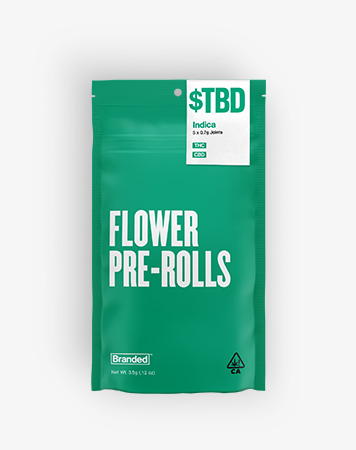 $TBD
Indica
5 x 0.7g Joints
THC
CBD
FLOWER
PRE-ROLLS
Branded
Net Wt. 3.5g (.12 oz)
CA